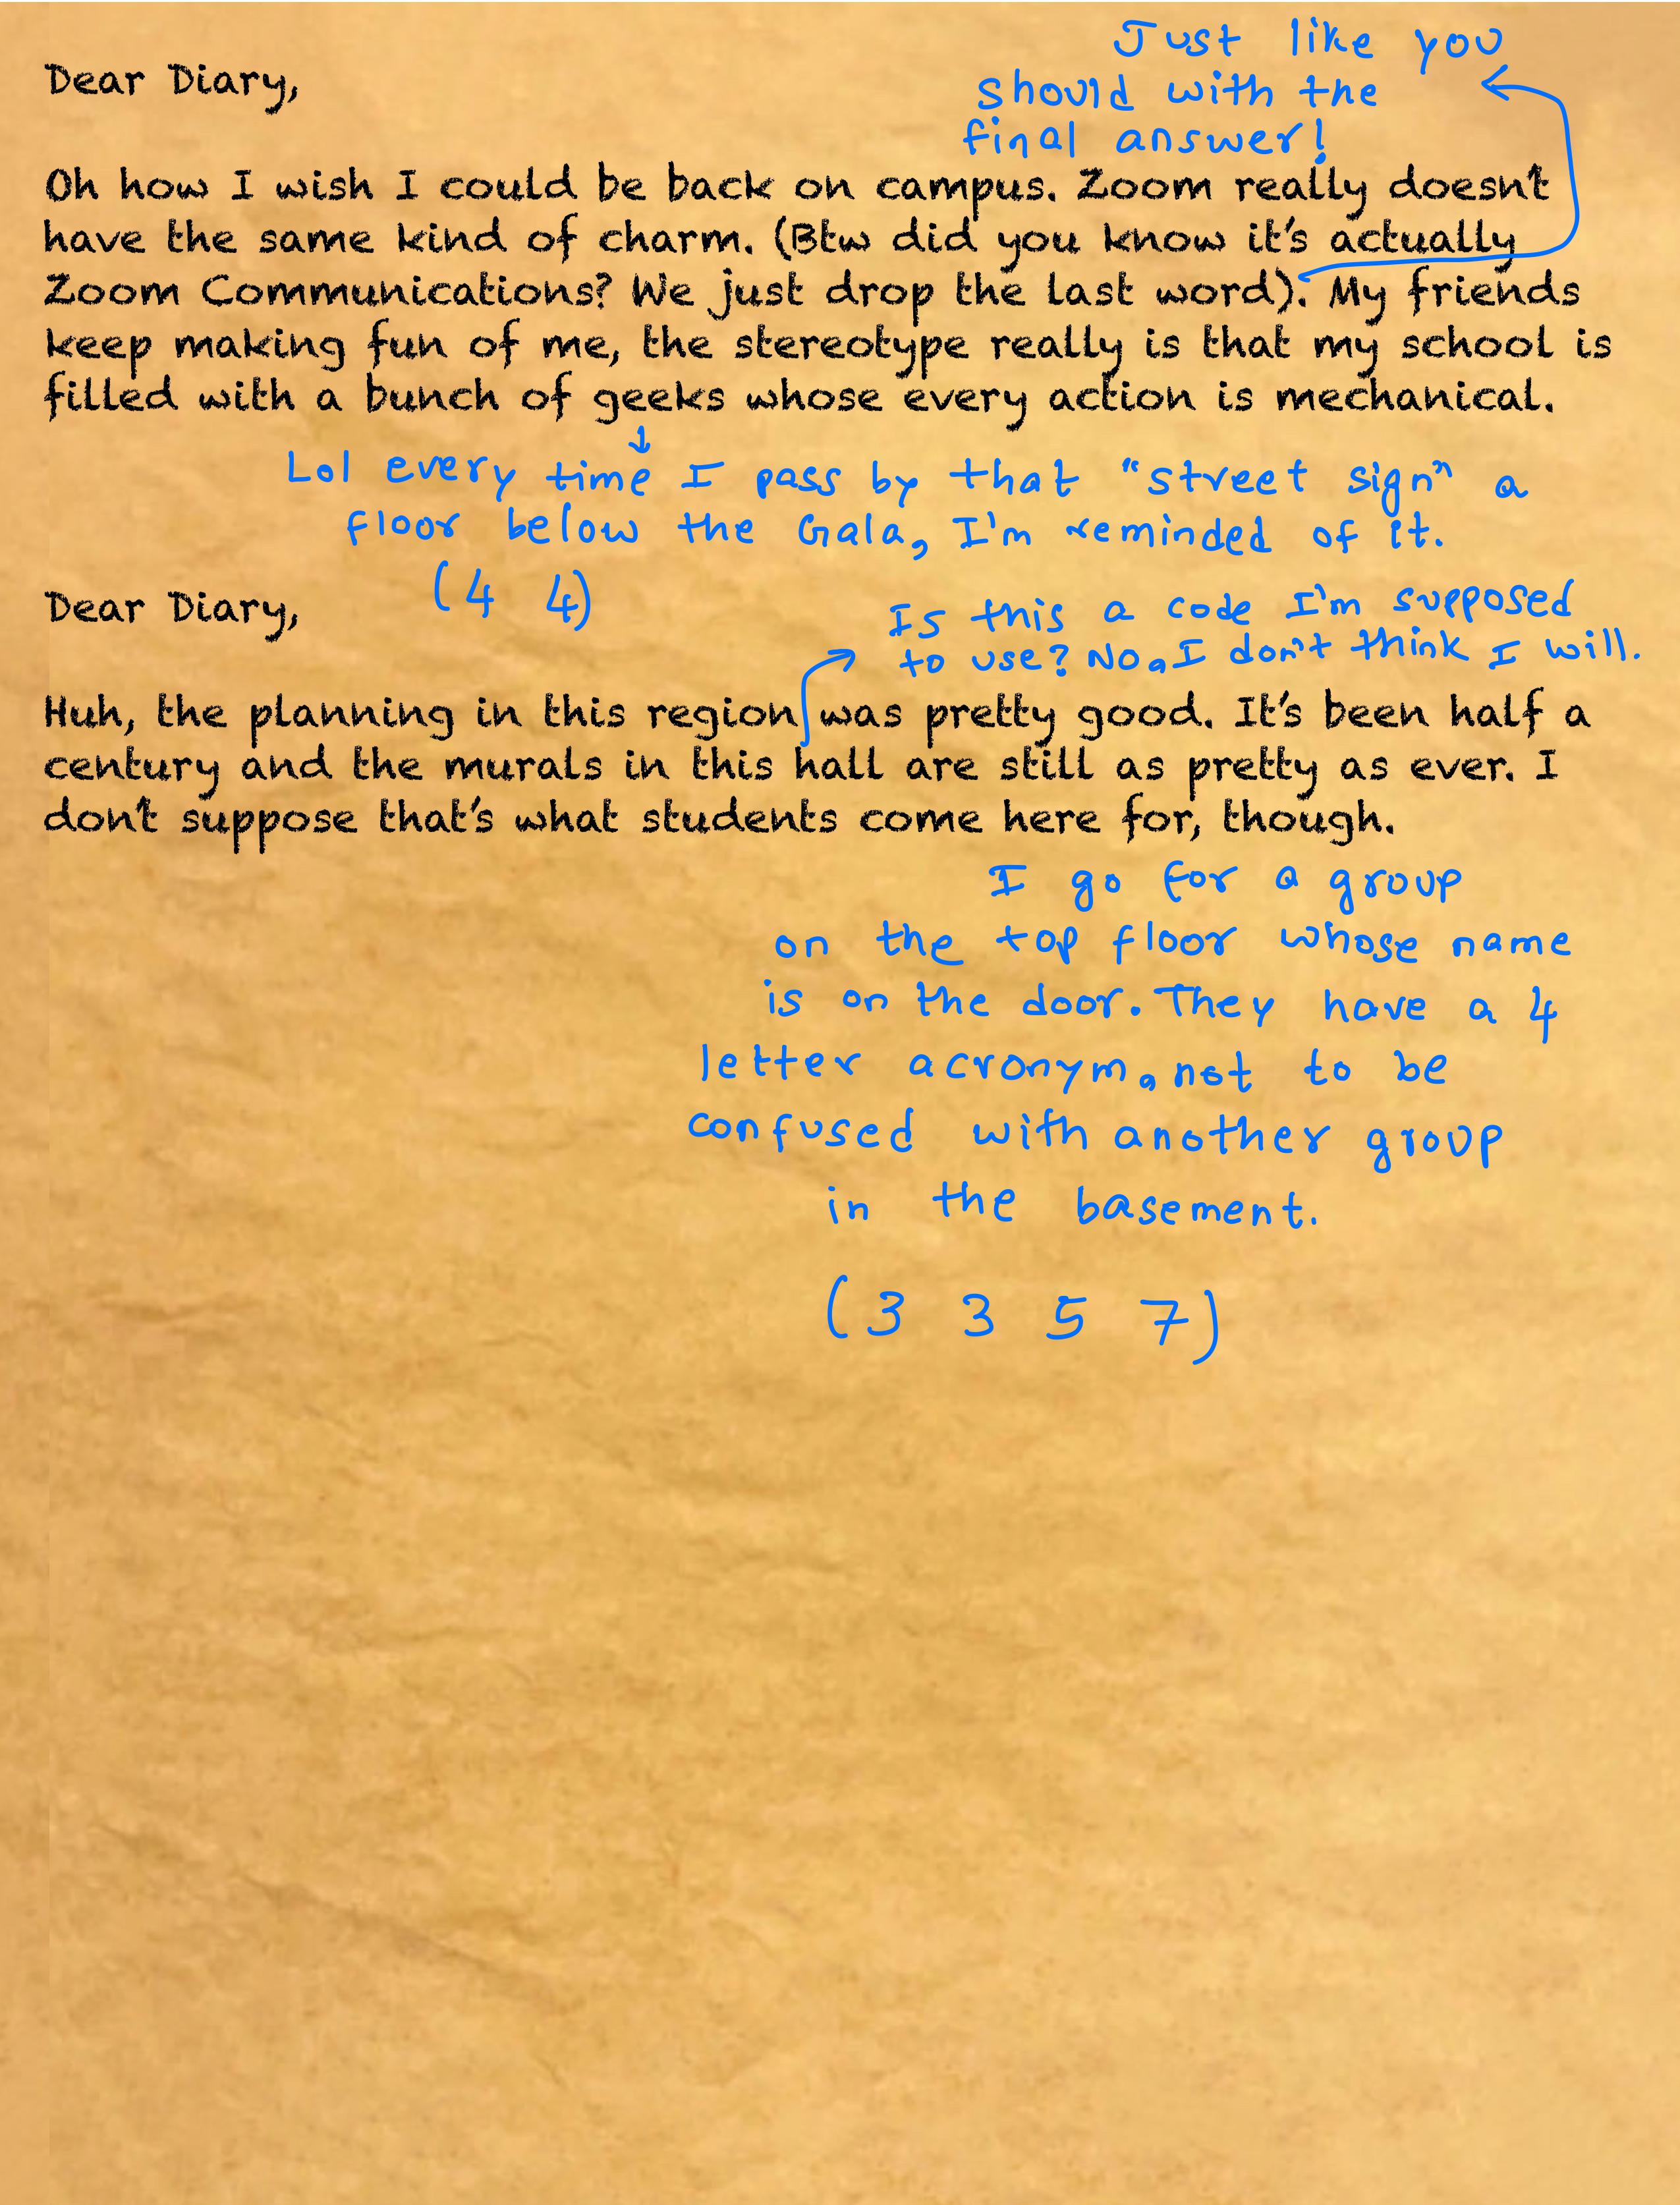 Just like you
should with the
final answer!
Dear Diary,
Oh how I wish I could be back on campus. Zoom really doesn't
have the same kind of charm. (Btw did you know it's actually
Zoom Communications? We just drop the last word). My friends
keep making fun of me, the stereotype really is that my school is
filled with a bunch of geeks whose every action is mechanical.
Lol every time I pass by that "street sign" a
floor below the Gala, I'm reminded of it.
(4 4)
Dear Diary,
Is this a code I'm supposed
to use? No, I don't think I will.
Huh, the planning in this region was pretty good. It's been half a
century and the murals in this hall are still as pretty as ever. I
don't suppose that's what students come here for, though.
I go for a group
on the top floor whose name
is on the door. They have a 4
letter acronym, not to be
confused with another group
in the basement.
(3 3 5 7)